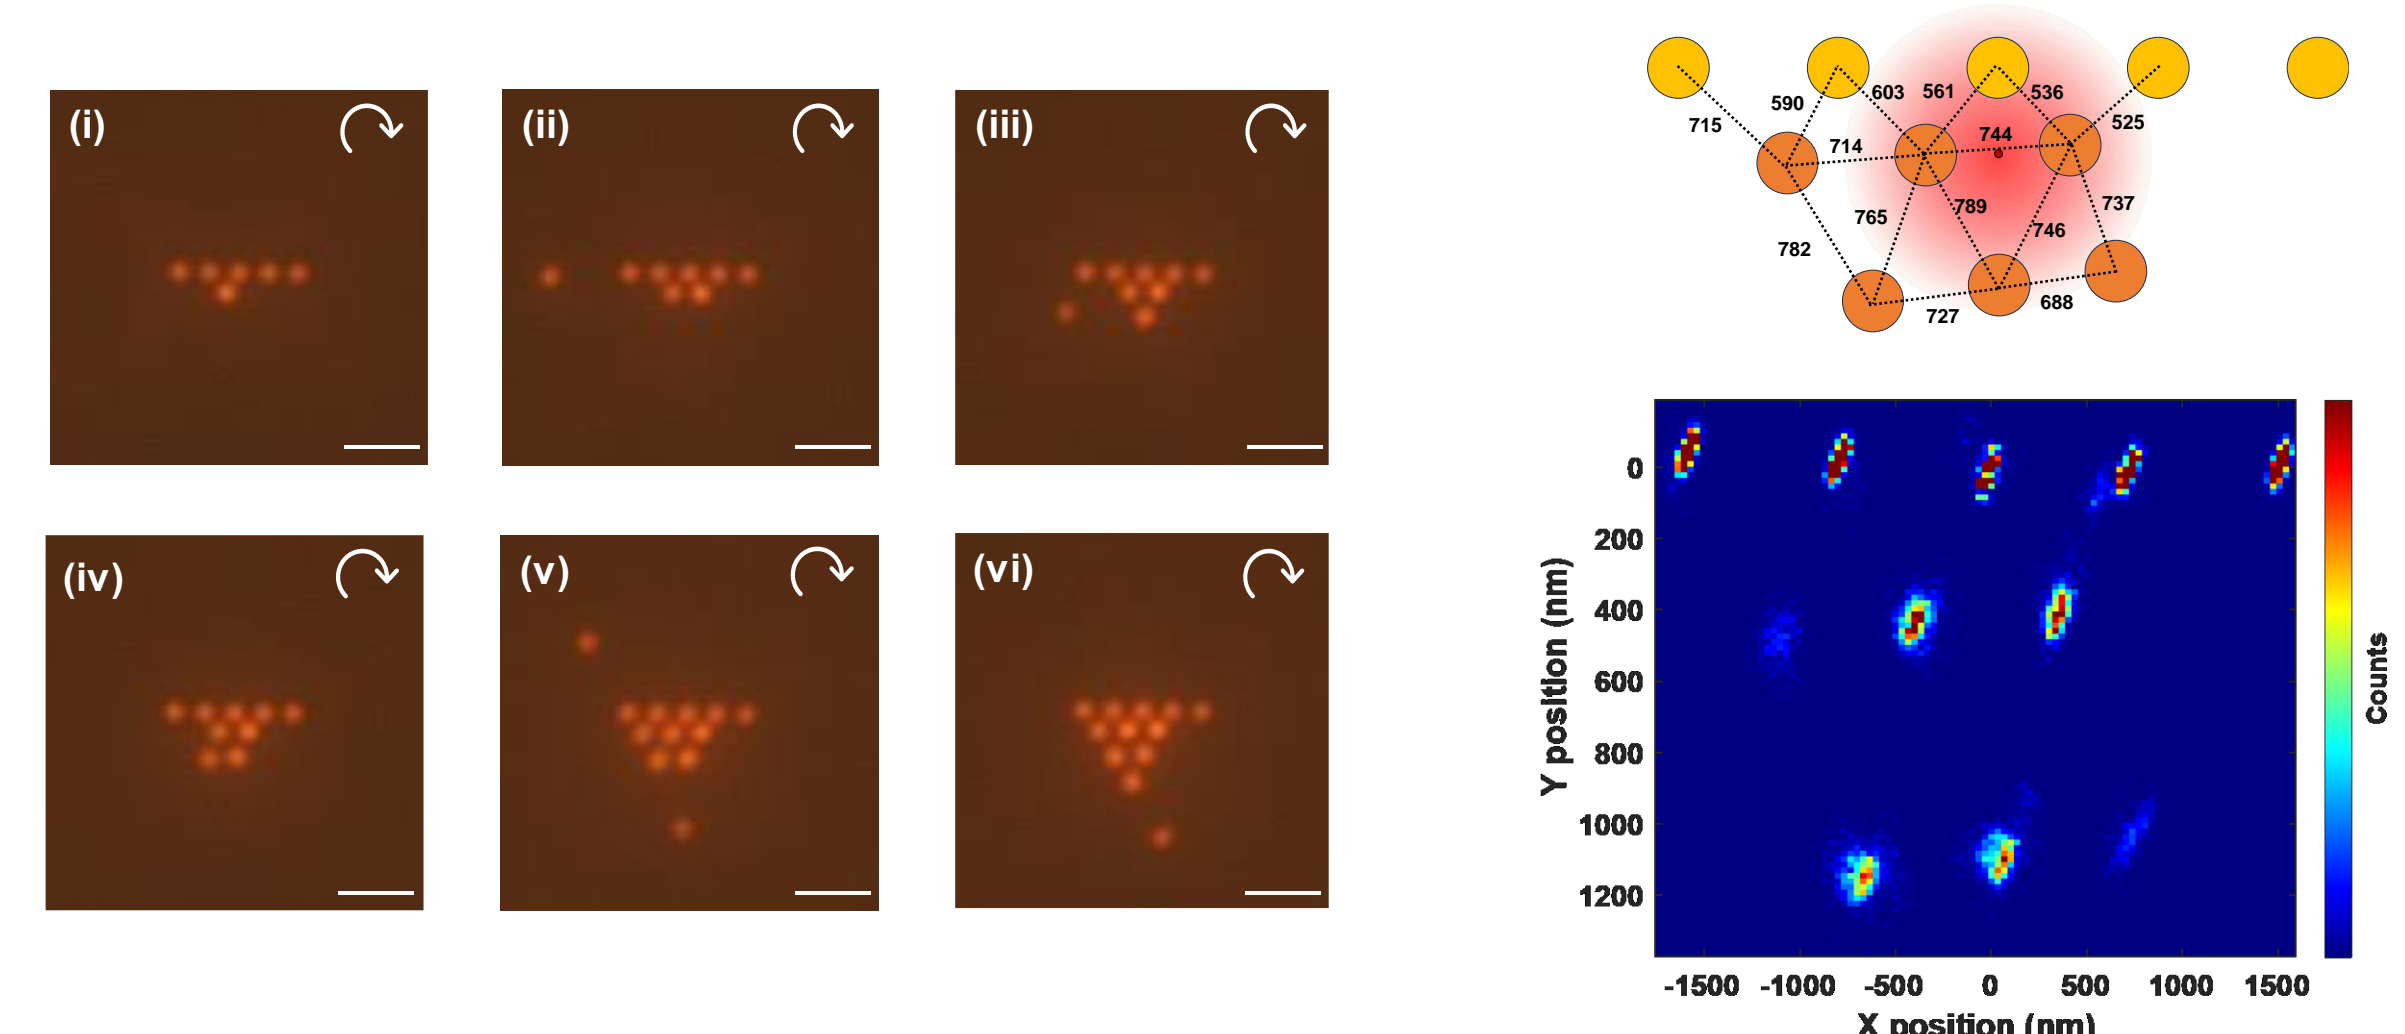 (i)
(ii)
(iii)
(iv)
(v)
(vi)
590
603
561
536
715
714
744
525
765
789
737
782
746
727
688
0
200
400
600
800
1000
1200
Y position (nm)
-1500 -1000 -500 0 500 1000 1500
X position (nm)
Counts